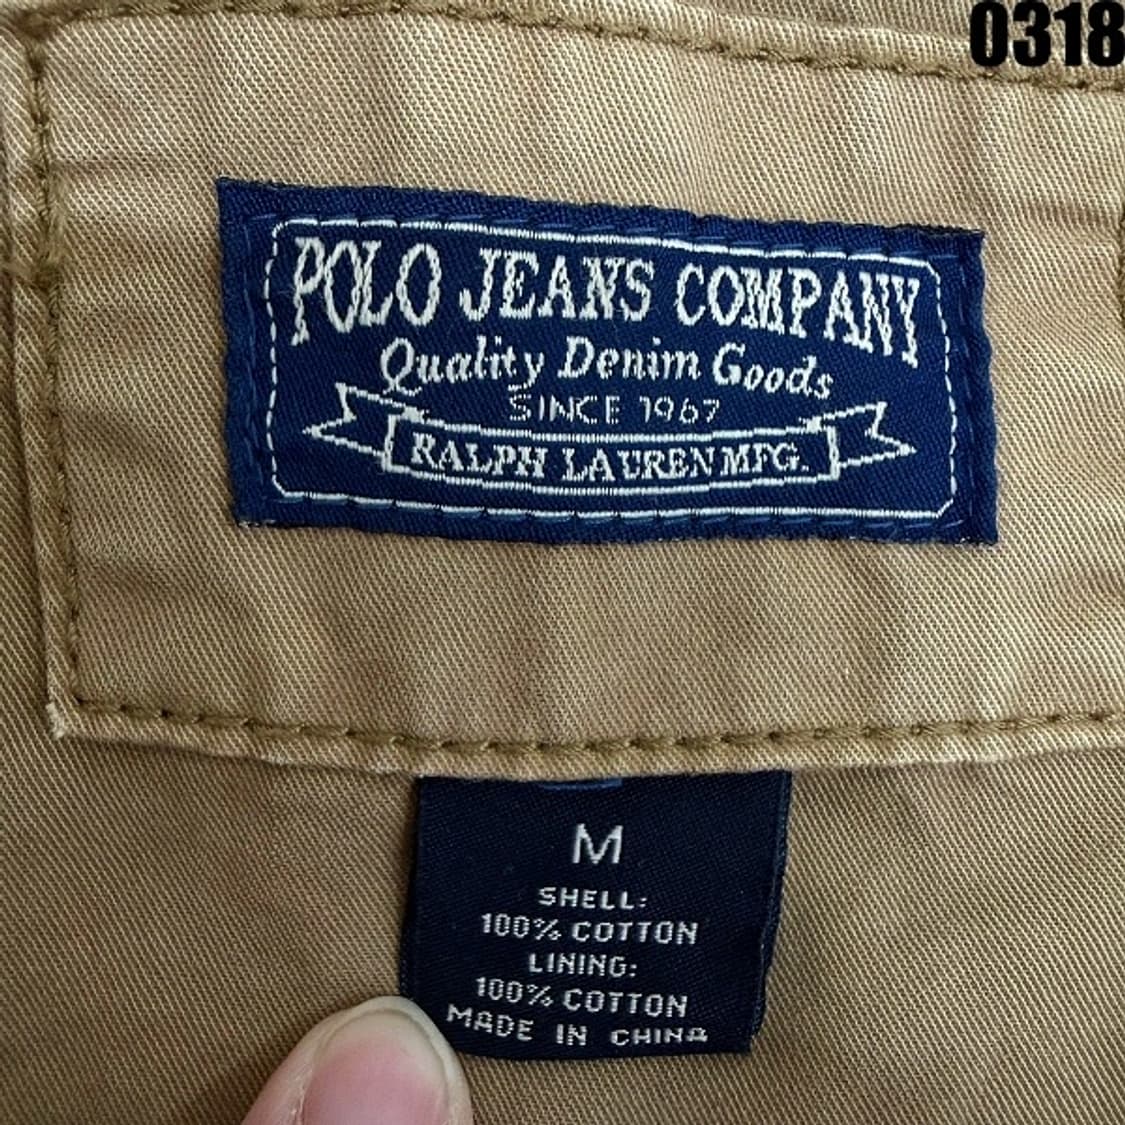 0318
POLO JEANS COMPANY
Quality Denim Goods
SINCE 1967
RALPH LAUREN MFG.
M
SHELL:
100% COTTON
LINING:
100% COTTON
MADE IN CHINA